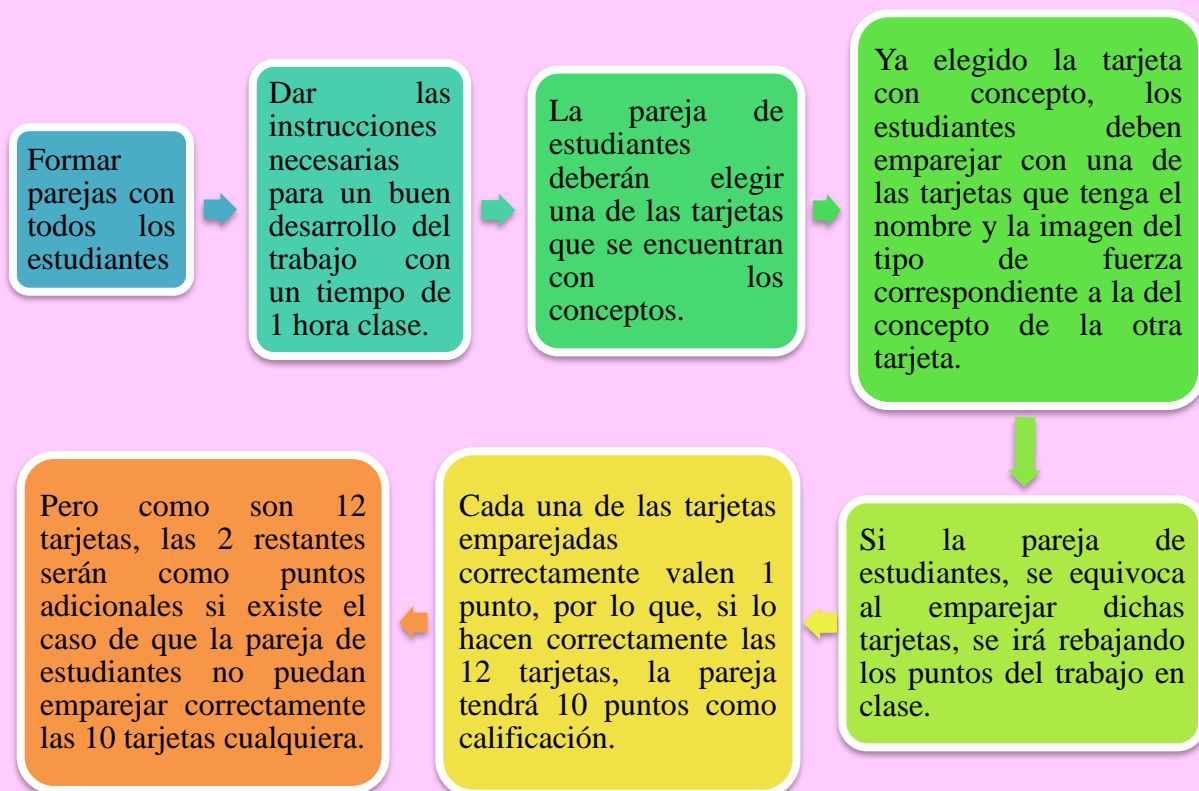 Formar
parejas con
todos los
estudiantes
Dar las
instrucciones
necesarias
para un buen
desarrollo del
trabajo con
un tiempo de
1 hora clase.
La pareja de
estudiantes
deberán elegir
una de las tarjetas
que se encuentran
con los
conceptos.
Ya elegido la tarjeta
con concepto, los
estudiantes deben
emparejar con una de
las tarjetas que tenga el
nombre y la imagen del
tipo de fuerza
correspondiente a la del
concepto de la otra
tarjeta.
Si la pareja de
estudiantes, se equivoca
al emparejar dichas
tarjetas, se irá rebajando
los puntos del trabajo en
clase.
Cada una de las tarjetas
emparejadas
correctamente valen 1
punto, por lo que, si lo
hacen correctamente las
12 tarjetas, la pareja
tendrá 10 puntos como
calificación.
Pero como son 12
tarjetas, las 2 restantes
serán como puntos
adicionales si existe el
caso de que la pareja de
estudiantes no puedan
emparejar correctamente
las 10 tarjetas cualquiera.